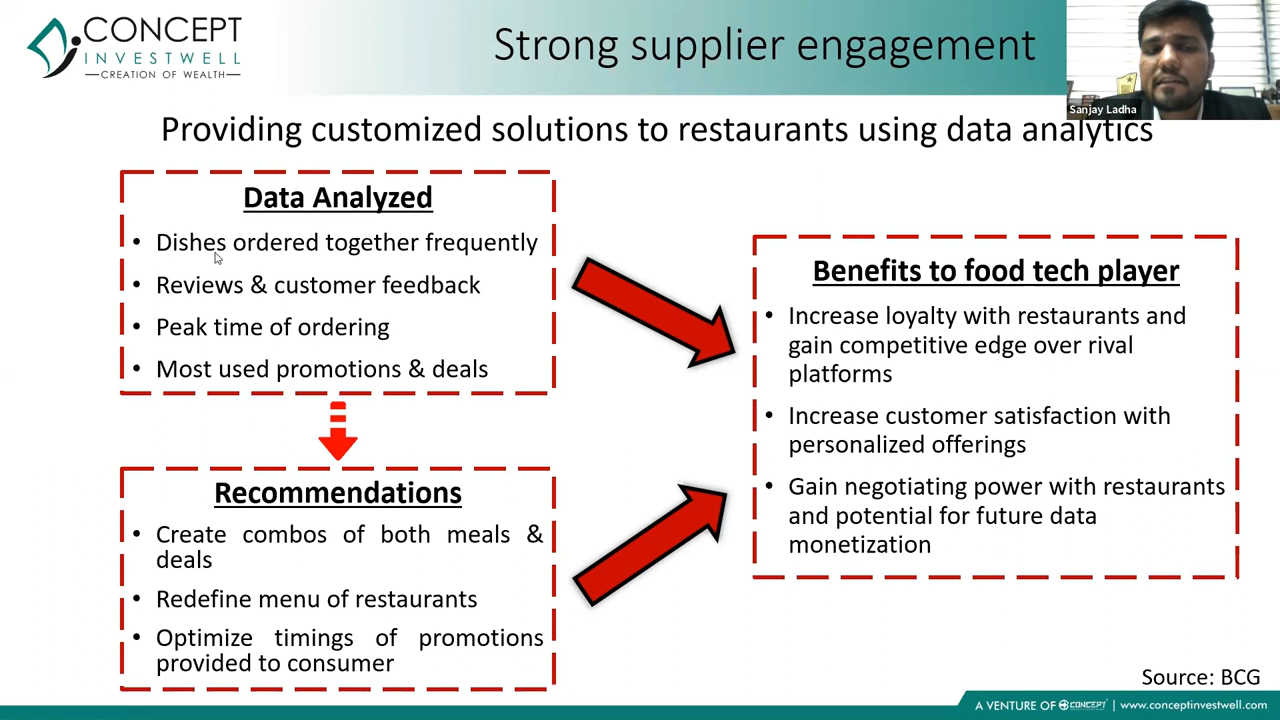 CONCEPT
INVESTWELL
CREATION OF WEALTH
Strong supplier engagement
Sanjay Ladha
Providing customized solutions to restaurants using data analytics
Data Analyzed
• Dishes ordered together frequently
• Reviews & customer feedback
• Peak time of ordering
• Most used promotions & deals
Recommendations
• Create combos of both meals &
deals
• Redefine menu of restaurants
• Optimize timings of promotions
provided to consumer
Benefits to food tech player
• Increase loyalty with restaurants and
gain competitive edge over rival
platforms
• Increase customer satisfaction with
personalized offerings
• Gain negotiating power with restaurants
and potential for future data
monetization
Source: BCG
A VENTURE OF CONCEPT | www.conceptinvestwell.com